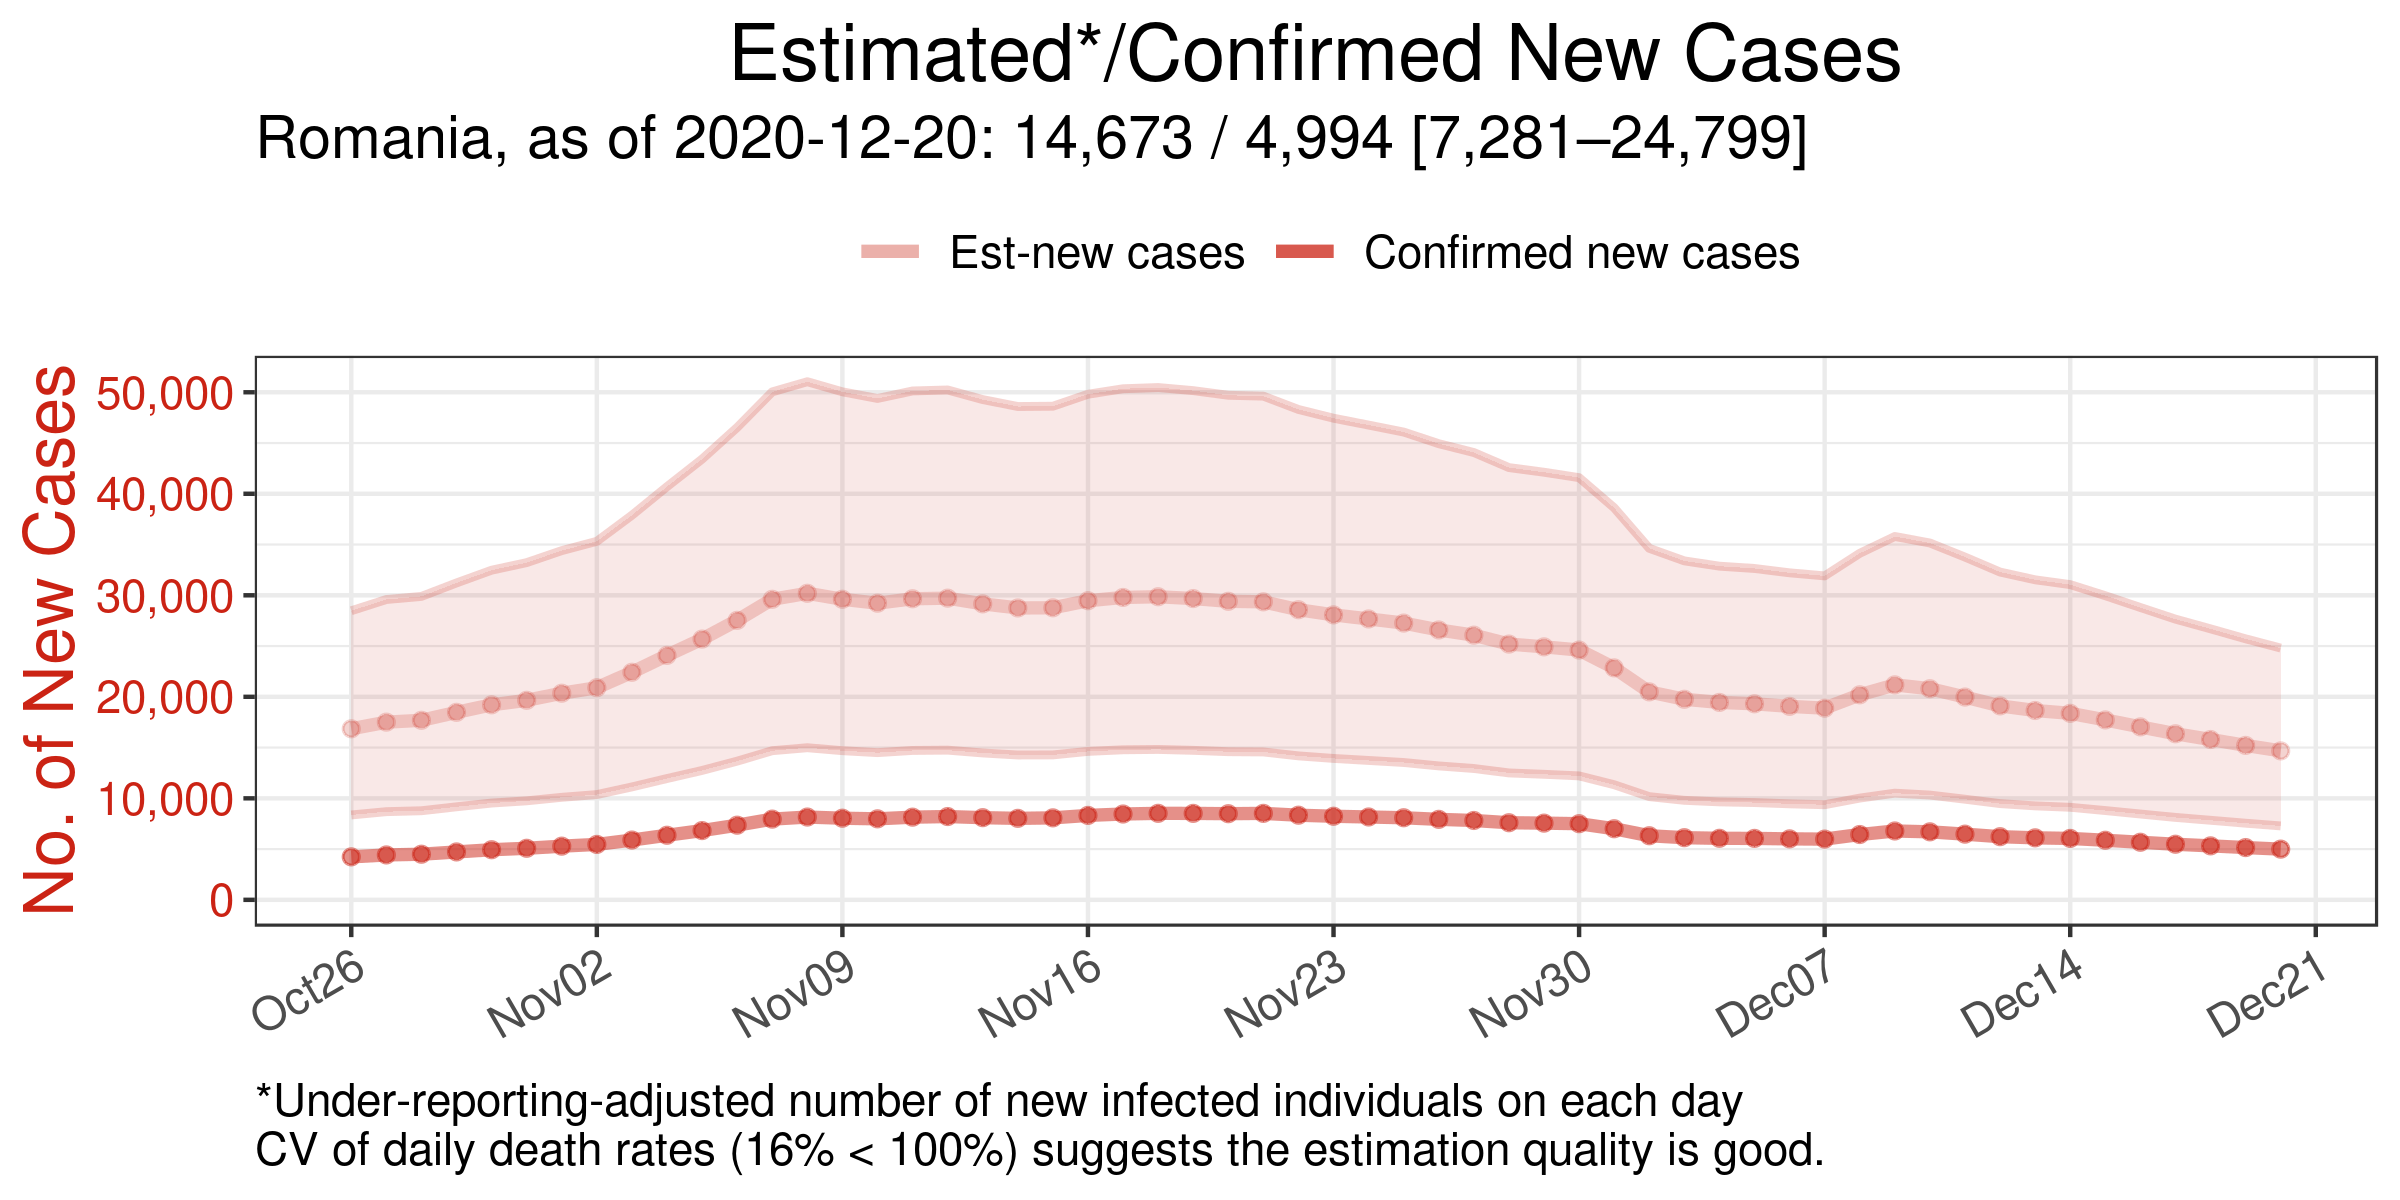 Estimated*/Confirmed New Cases
Romania, as of 2020-12-20: 14,673 / 4,994 [7,281–24,799]
Est-new cases
Confirmed new cases
No. of New Cases
50,000
40,000
30,000
20,000
10,000
0
Oct26
Nov02
Nov09
Nov16
Nov23
Nov30
Dec07
Dec14
Dec21
*Under-reporting-adjusted number of new infected individuals on each day
CV of daily death rates (16% < 100%) suggests the estimation quality is good.